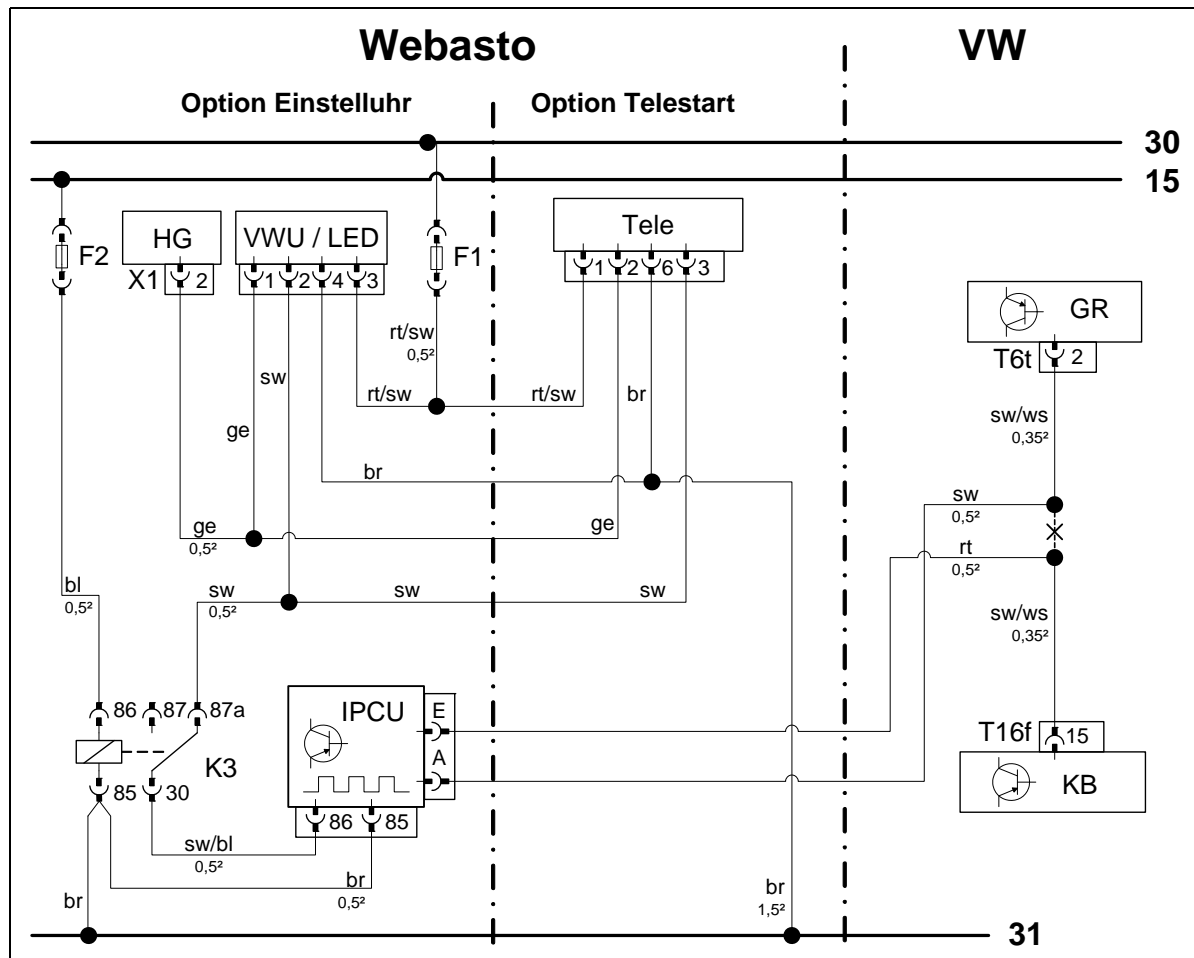 Webasto
VW
Option Einstelluhr
Option Telestart
30
15
HG
VWU / LED
Tele
F2
F1
X1
2
1
2
4
3
1
2
6
3
GR
T6t
2
rt/sw
0,5²
sw
rt/sw
rt/sw
br
sw/ws
0,35²
ge
br
sw
0,5²
ge
0,5²
ge
rt
0,5²
bl
0,5²
sw
0,5²
sw
sw
sw/ws
0,35²
86
87
87a
IPCU
E
A
T16f
15
K3
KB
85
30
86
85
sw/bl
0,5²
br
0,5²
br
br
1,5²
31